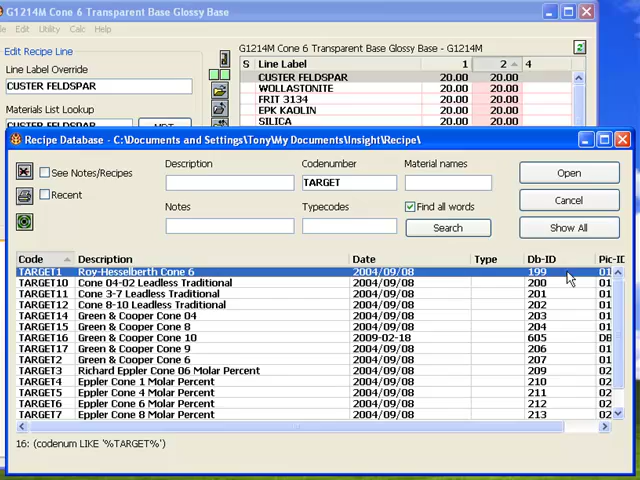 G1214M Cone 6 Transparent Base Glossy Base
File Edit Utility Calc Help
Edit Recipe Line
Line Label Override
CUSTER FELDSPAR
Materials List Lookup
CUSTER FELDSPAR
MDT
G1214M Cone 6 Transparent Base Glossy Base - G1214M
S Line Label 1 2 4
CUSTER FELDSPAR 20.00 20.00
WOLLASTONITE 20.00 20.00
FRIT 3134 20.00 20.00
EPK KAOLIN 20.00 20.00
SILICA 20.00 20.00
Recipe Database - C:\Documents and Settings\Tony\My Documents\Insight\Recipe\
See Notes/Recipes
Recent
Description
Codenumber
TARGET
Material names
Notes
Typecodes
Find all words
Search
Open
Cancel
Show All
Code Description Date Type Db-ID Pic-ID
TARGET1 Roy-Hesselberth Cone 6 2004/09/08 199 01
TARGET10 Cone 04-02 Leadless Traditional 2004/09/08 200 01
TARGET11 Cone 3-7 Leadless Traditional 2004/09/08 201 01
TARGET12 Cone 8-10 Leadless Traditional 2004/09/08 202 01
TARGET14 Green & Cooper Cone 04 2004/09/08 203 01
TARGET15 Green & Cooper Cone 8 2004/09/08 204 01
TARGET16 Green & Cooper Cone 10 2009-02-18 605 DB
TARGET17 Green & Cooper Cone 9 2004/09/08 206 01
TARGET2 Green & Cooper Cone 6 2004/09/08 207 01
TARGET3 Richard Eppler Cone 06 Molar Percent 2004/09/08 209 02
TARGET4 Eppler Cone 1 Molar Percent 2004/09/08 210 02
TARGET5 Eppler Cone 4 Molar Percent 2004/09/08 211 02
TARGET6 Eppler Cone 6 Molar Percent 2004/09/08 212 02
TARGET7 Eppler Cone 8 Molar Percent 2004/09/08 213 02
16: (codenum LIKE '%TARGET%')